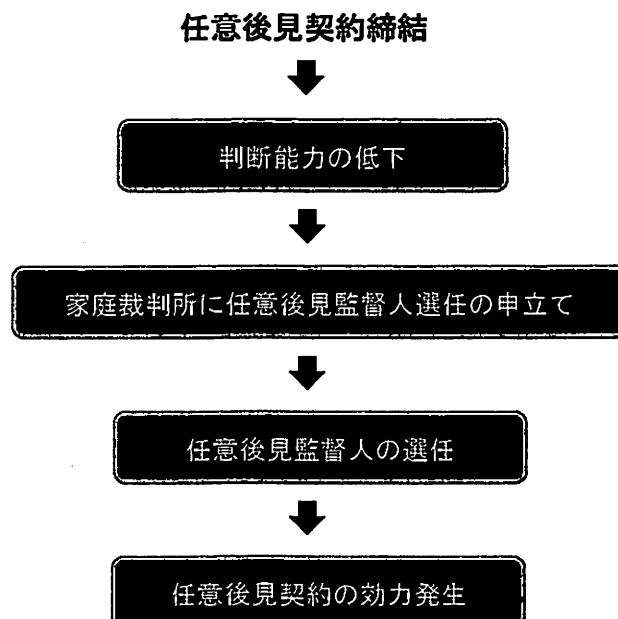 任意後見契約締結
判断能力の低下
家庭裁判所に任意後見監督人選任の申立て
任意後見監督人の選任
任意後見契約の効力発生